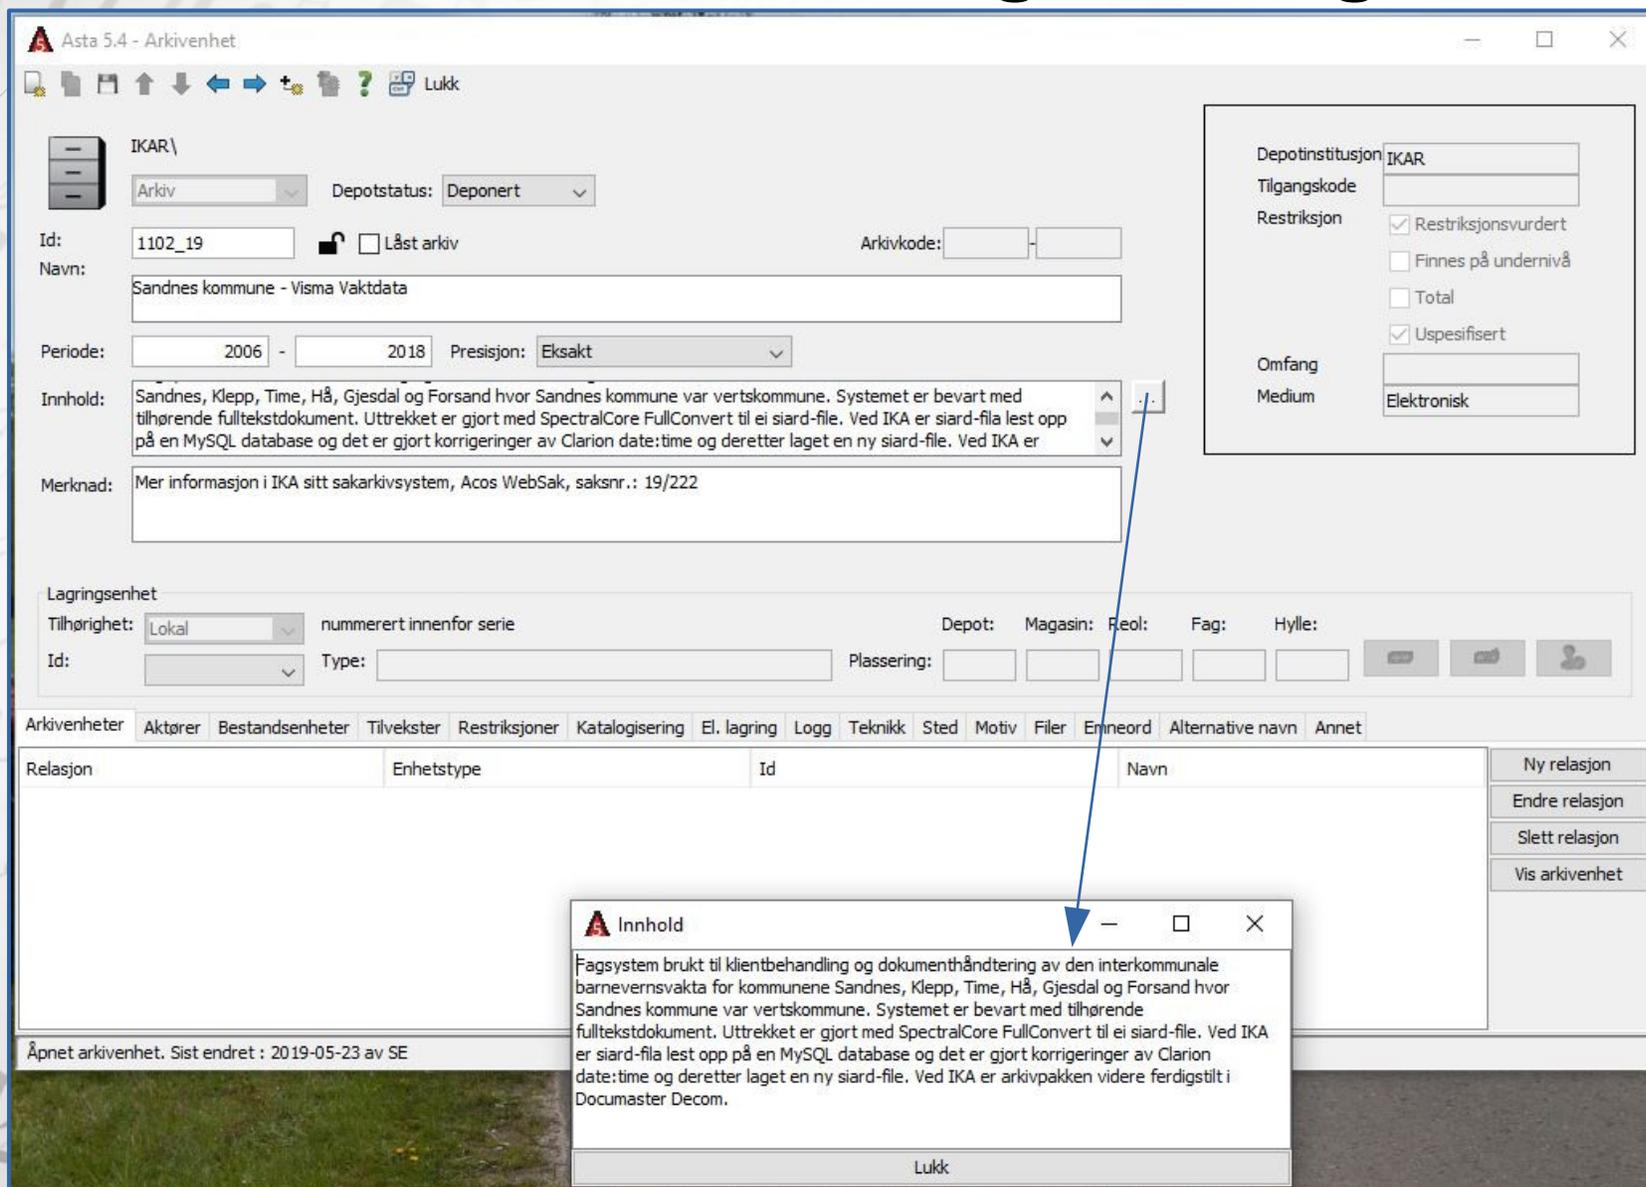 Asta 5.4 - Arkivenhet
Lukk
IKAR\
Arkiv
Depotstatus: Deponert
Id: 1102_19
Låst arkiv
Arkivkode: -
Navn:
Sandnes kommune - Visma Vaktdata
Periode: 2006 - 2018 Presisjon: Eksakt
Innhold:
Sandnes, Klepp, Time, Hå, Gjesdal og Forsand hvor Sandnes kommune var vertskommune. Systemet er bevart med
tilhørende fulltekstdokument. Uttrekket er gjort med SpectralCore FullConvert til ei siard-file. Ved IKA er siard-fila lest opp
på en MySQL database og det er gjort korrigeringer av Clarion date:time og deretter laget en ny siard-file. Ved IKA er
...
Merknad: Mer informasjon i IKA sitt sakarkivsystem, Acos WebSak, saksnr.: 19/222
Depotinstitusjon IKAR
Tilgangskode
Restriksjon Restriksjonsvurdert
Finnes på undernivå
Total
Uspesifisert
Omfang
Medium Elektronisk
Lagringsenhet
Tilhørighet: Lokal nummerert innenfor serie
Depot: Magasin: Reol: Fag: Hylle:
Id: Type: Plassering:
Arkivenheter Aktører Bestandsenheter Tilvekster Restriksjoner Katalogisering El. lagring Logg Teknikk Sted Motiv Filer Emneord Alternative navn Annet
Relasjon Enhetstype Id Navn
Ny relasjon
Endre relasjon
Slett relasjon
Vis arkivenhet
Innhold
Fagsystem brukt til klientbehandling og dokumenthåndtering av den interkommunale
barnevernsvakta for kommunene Sandnes, Klepp, Time, Hå, Gjesdal og Forsand hvor
Sandnes kommune var vertskommune. Systemet er bevart med tilhørende
fulltekstdokument. Uttrekket er gjort med SpectralCore FullConvert til ei siard-file. Ved IKA
er siard-fila lest opp på en MySQL database og det er gjort korrigeringer av Clarion
date:time og deretter laget en ny siard-file. Ved IKA er arkivpakken videre ferdigstilt i
Documaster Decom.
Lukk
Åpnet arkivenhet. Sist endret : 2019-05-23 av SE